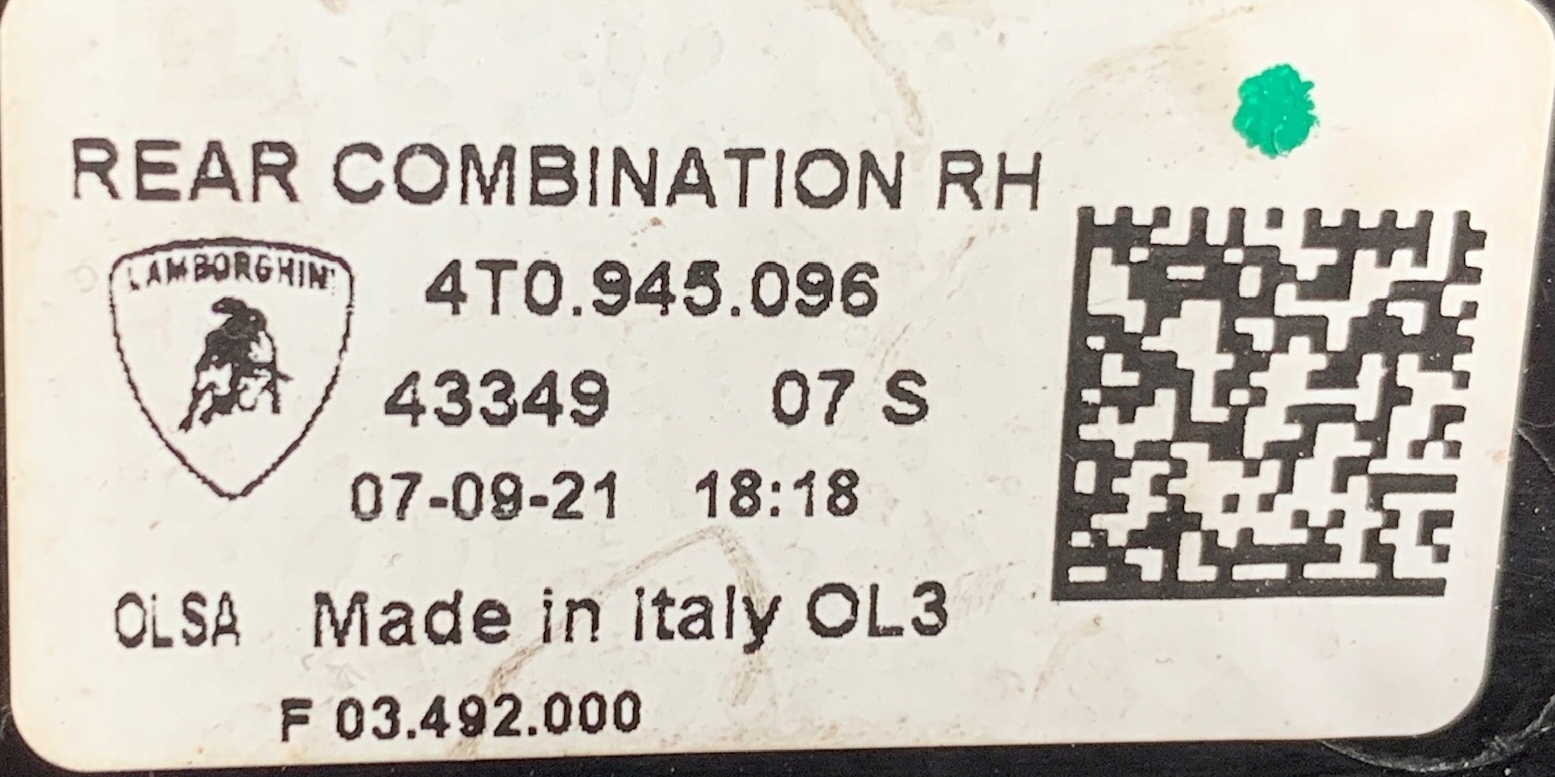 REAR COMBINATION RH
LAMBORGHINI
4T0.945.096
43349 07 S
07-09-21 18:18
OLSA Made in Italy OL3
F 03.492.000